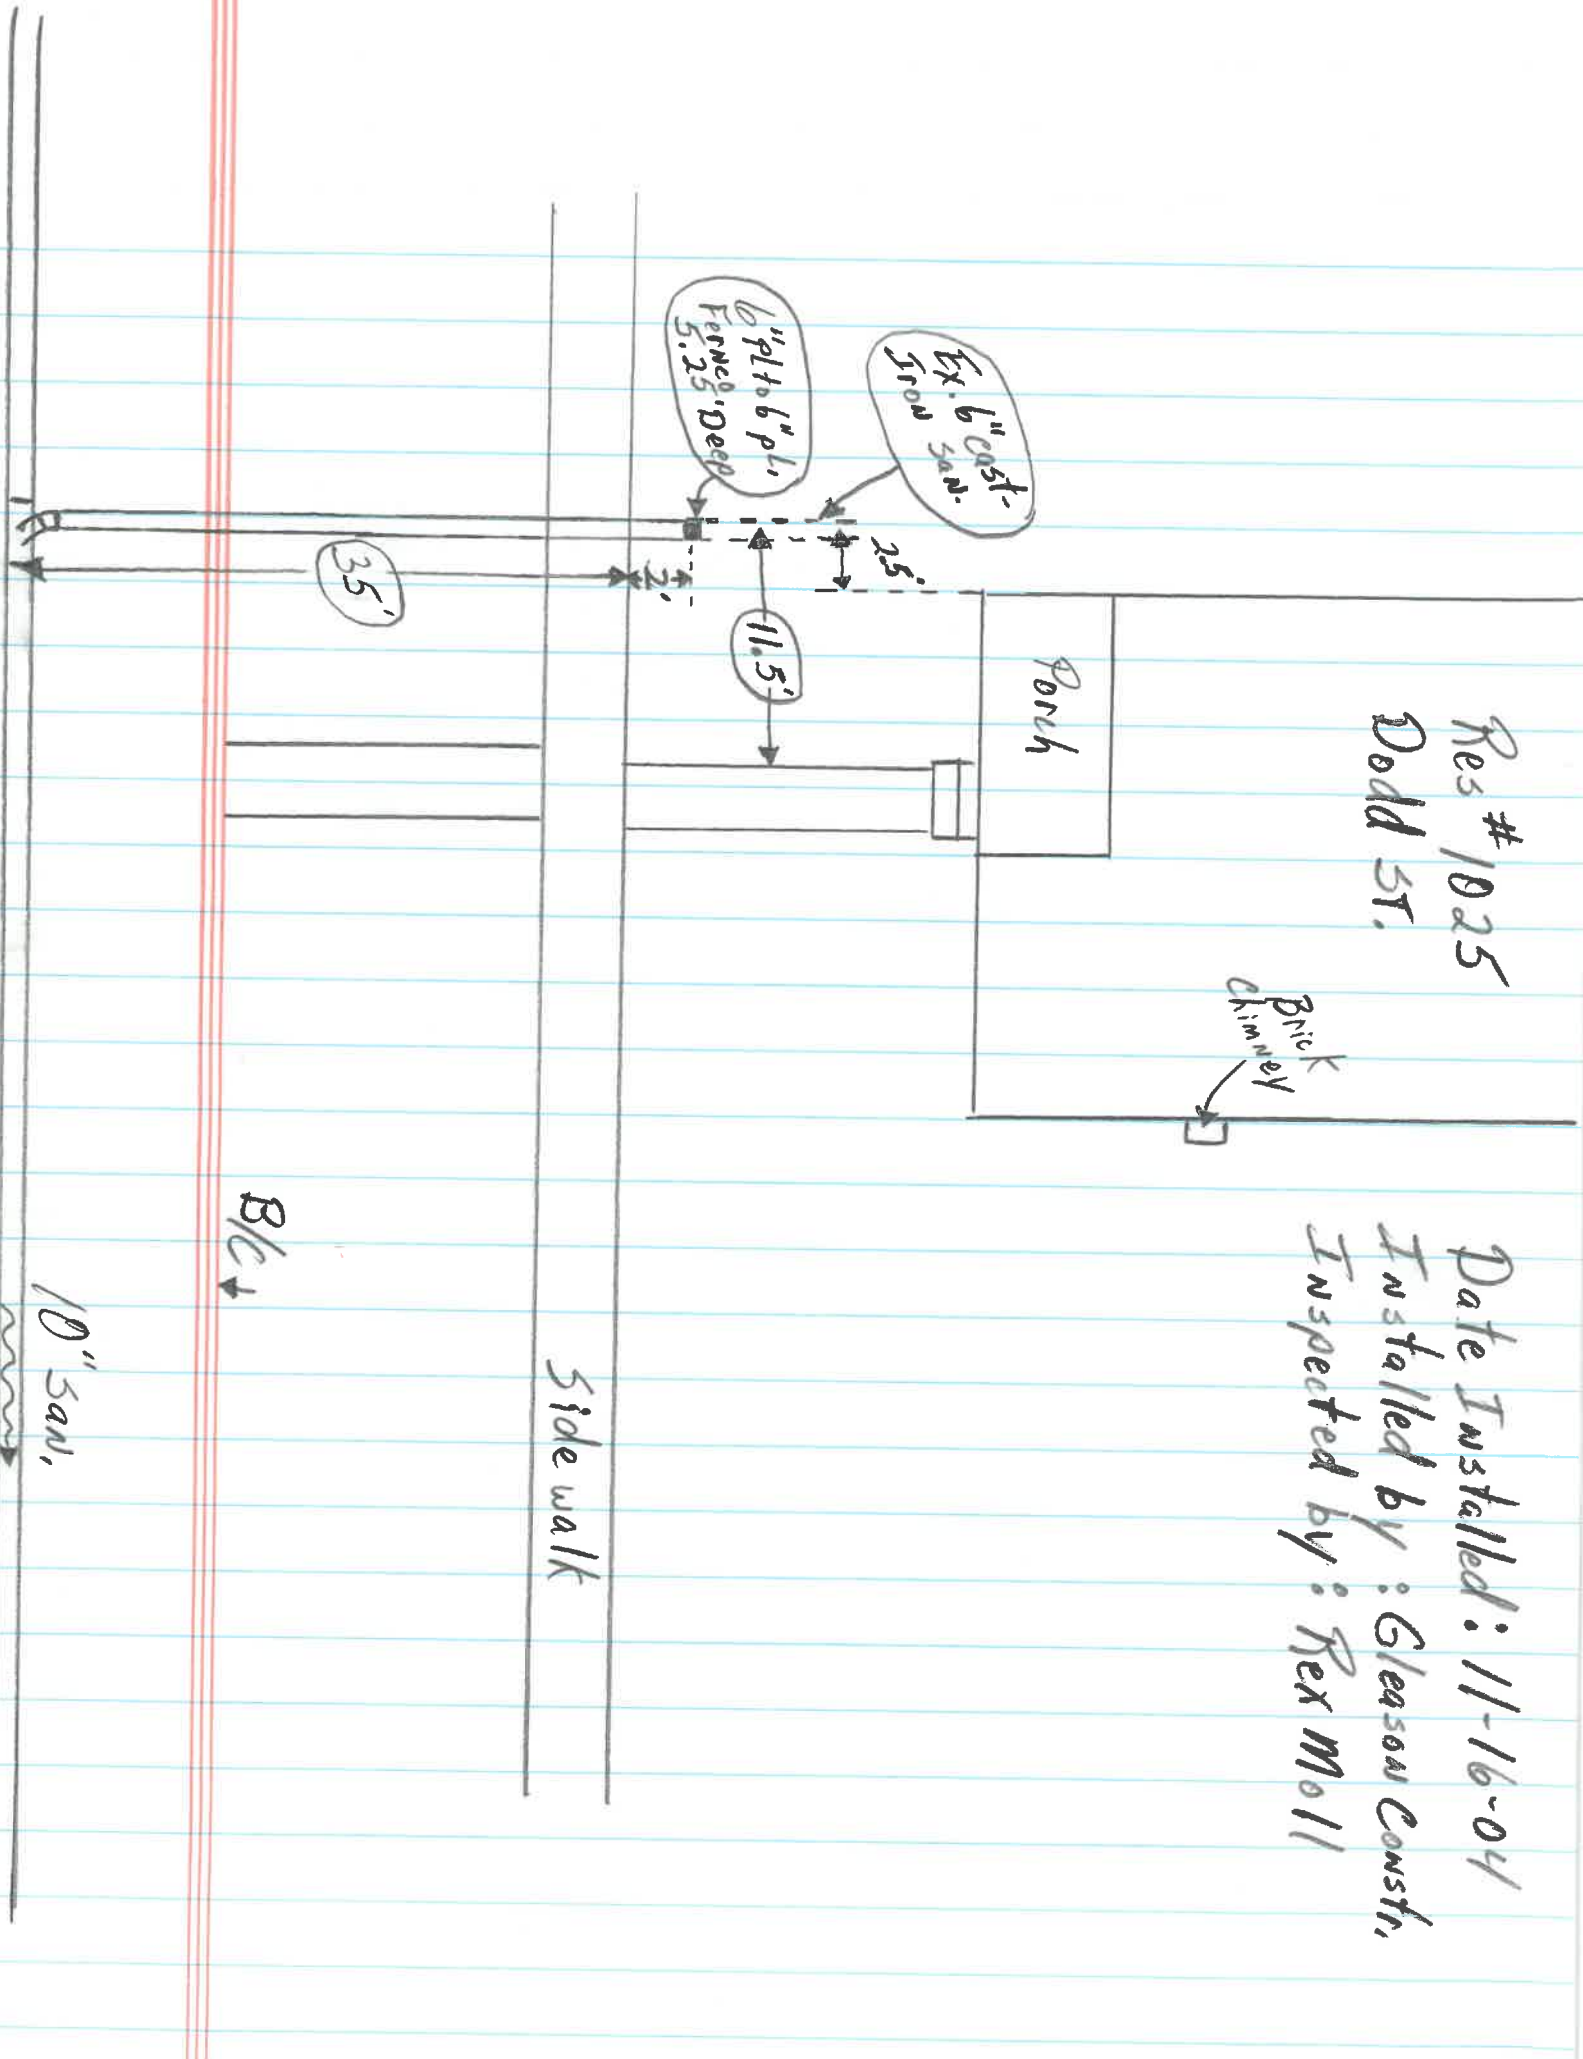 Res # 1025
Dodd ST.
Date Installed: 11-16-04
Installed by: Gleason Constr.
Inspected by: Rex Moll
Brick
Chimney
Porch
Ex. 6" cast-
Iron san.
2.5'
6" pl to 6" pl.
Fernco
5.25' Deep
11.5'
2'
35'
Sidewalk
B/C
10" san.